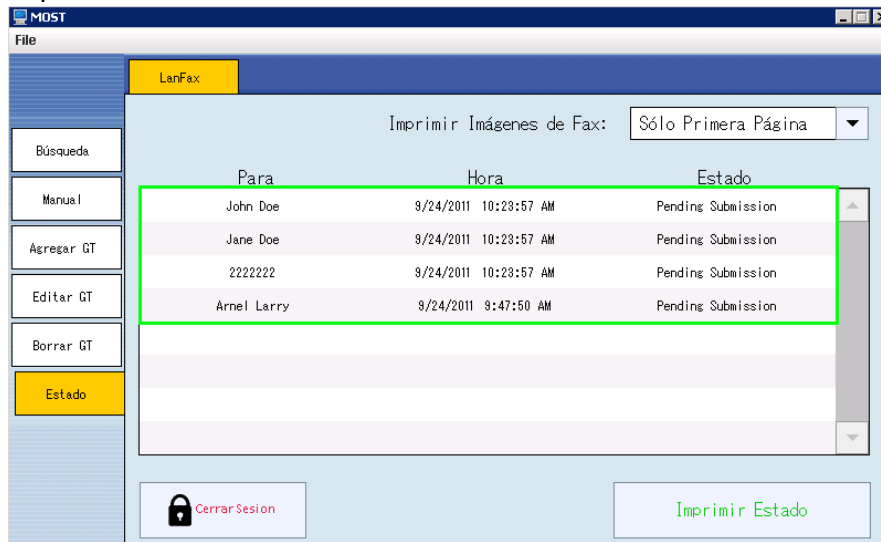 MOST
File
LanFax
Imprimir Imágenes de Fax: Sólo Primera Página
Búsqueda
Manual
Agregar GT
Editar GT
Borrar GT
Estado
Para Hora Estado
John Doe 9/24/2011 10:23:57 AM Pending Submission
Jane Doe 9/24/2011 10:23:57 AM Pending Submission
2222222 9/24/2011 10:23:57 AM Pending Submission
Arnel Larry 9/24/2011 9:47:50 AM Pending Submission
Cerrar Sesion
Imprimir Estado